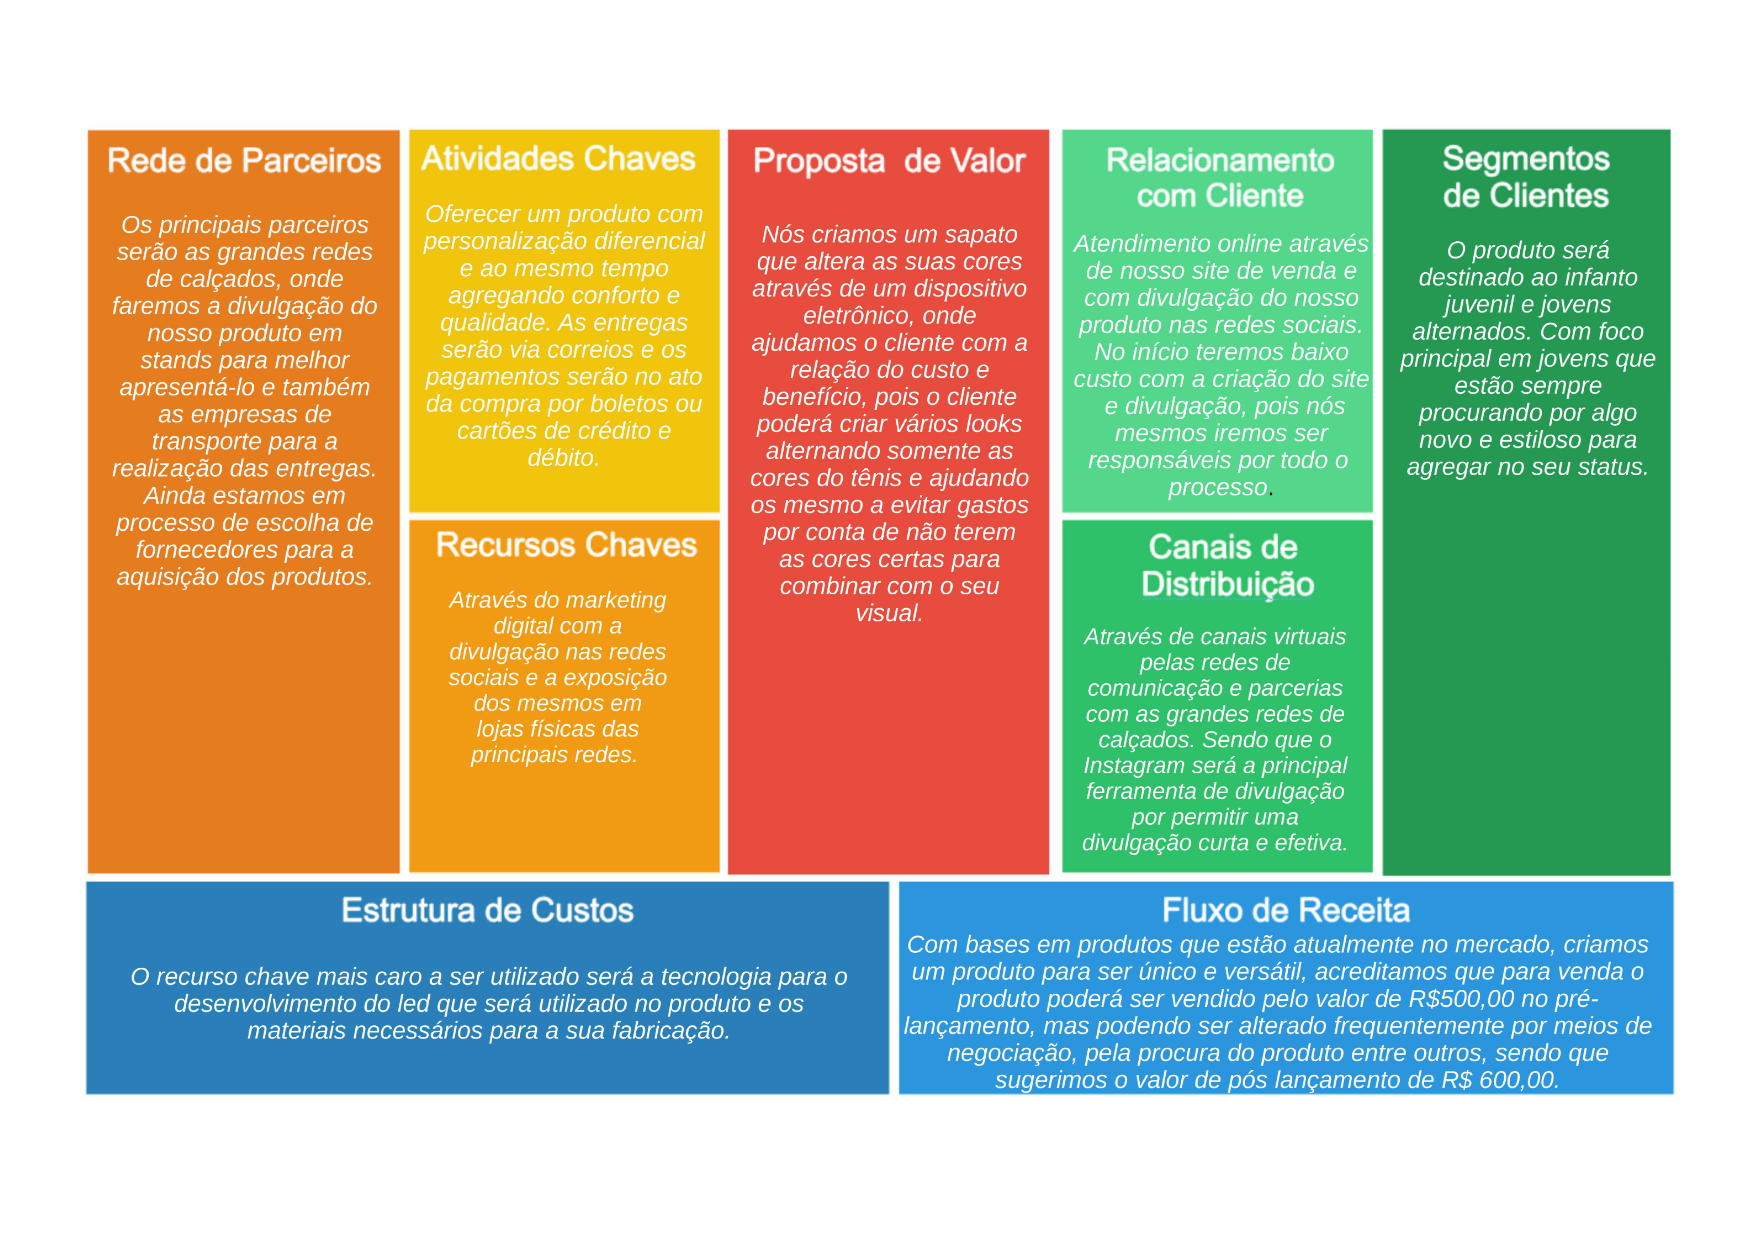 Rede de Parceiros
Os principais parceiros
serão as grandes redes
de calçados, onde
faremos a divulgação do
nosso produto em
stands para melhor
apresentá-lo e também
as empresas de
transporte para a
realização das entregas.
Ainda estamos em
processo de escolha de
fornecedores para a
aquisição dos produtos.
Atividades Chaves
Oferecer um produto com
personalização diferencial
e ao mesmo tempo
agregando conforto e
qualidade. As entregas
serão via correios e os
pagamentos serão no ato
da compra por boletos ou
cartões de crédito e
débito.
Recursos Chaves
Através do marketing
digital com a
divulgação nas redes
sociais e a exposição
dos mesmos em
lojas físicas das
principais redes.
Proposta de Valor
Nós criamos um sapato
que altera as suas cores
através de um dispositivo
eletrônico, onde
ajudamos o cliente com a
relação do custo e
benefício, pois o cliente
poderá criar vários looks
alternando somente as
cores do tênis e ajudando
os mesmo a evitar gastos
por conta de não terem
as cores certas para
combinar com o seu
visual.
Relacionamento
com Cliente
Atendimento online através
de nosso site de venda e
com divulgação do nosso
produto nas redes sociais.
No início teremos baixo
custo com a criação do site
e divulgação, pois nós
mesmos iremos ser
responsáveis por todo o
processo.
Canais de
Distribuição
Através de canais virtuais
pelas redes de
comunicação e parcerias
com as grandes redes de
calçados. Sendo que o
Instagram será a principal
ferramenta de divulgação
por permitir uma
divulgação curta e efetiva.
Segmentos
de Clientes
O produto será
destinado ao infanto
juvenil e jovens
alternados. Com foco
principal em jovens que
estão sempre
procurando por algo
novo e estiloso para
agregar no seu status.
Estrutura de Custos
O recurso chave mais caro a ser utilizado será a tecnologia para o
desenvolvimento do led que será utilizado no produto e os
materiais necessários para a sua fabricação.
Fluxo de Receita
Com bases em produtos que estão atualmente no mercado, criamos
um produto para ser único e versátil, acreditamos que para venda o
produto poderá ser vendido pelo valor de R$500,00 no pré-
lançamento, mas podendo ser alterado frequentemente por meios de
negociação, pela procura do produto entre outros, sendo que
sugerimos o valor de pós lançamento de R$ 600,00.